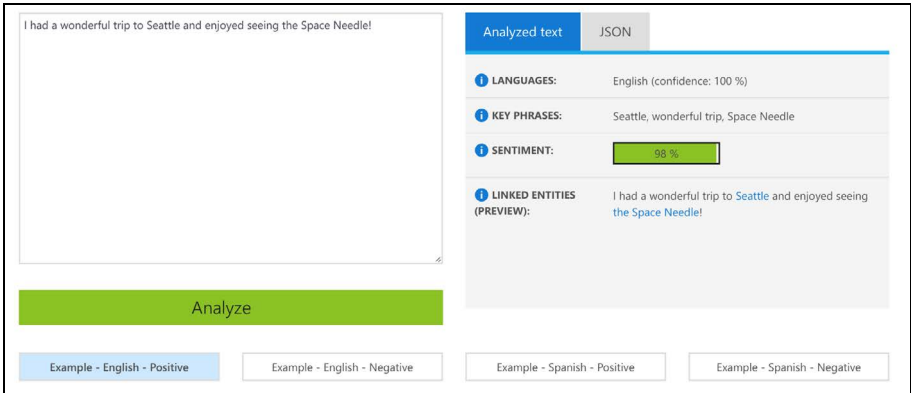 I had a wonderful trip to Seattle and enjoyed seeing the Space Needle!
Analyze
Analyzed text
JSON
LANGUAGES:
English (confidence: 100 %)
KEY PHRASES:
Seattle, wonderful trip, Space Needle
SENTIMENT:
98 %
LINKED ENTITIES
(PREVIEW):
I had a wonderful trip to Seattle and enjoyed seeing
the Space Needle!
Example - English - Positive
Example - English - Negative
Example - Spanish - Positive
Example - Spanish - Negative